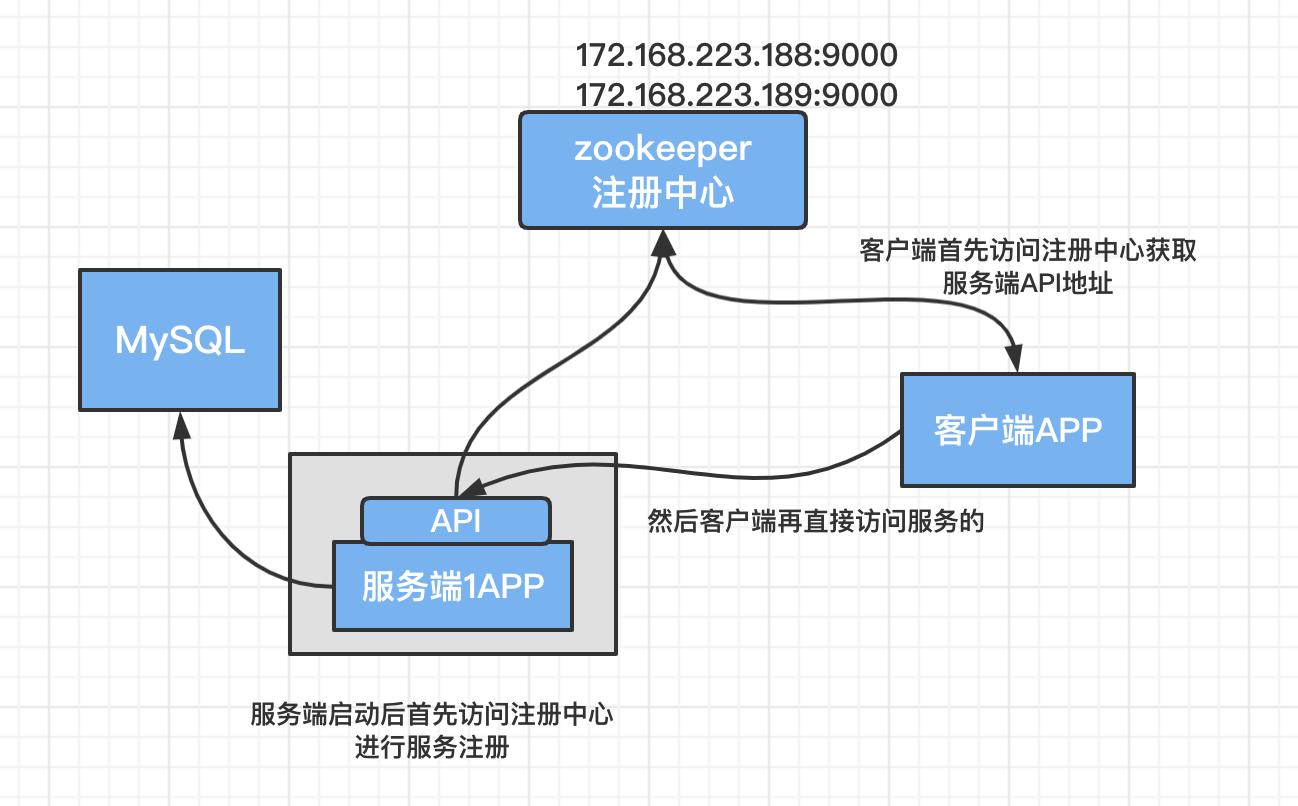 172.168.223.188:9000
172.168.223.189:9000
zookeeper
注册中心
客户端首先访问注册中心获取
服务端API地址
MySQL
客户端APP
API
然后客户端再直接访问服务的
服务端1APP
服务端启动后首先访问注册中心
进行服务注册